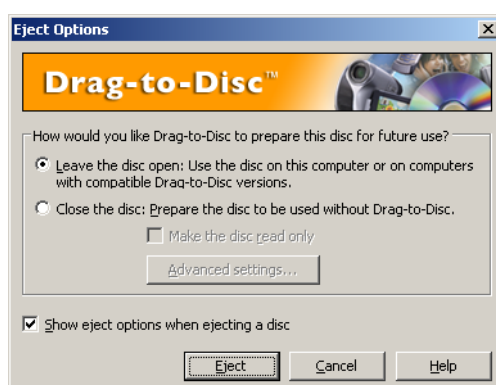 Eject Options
Drag-to-Disc™
How would you like Drag-to-Disc to prepare this disc for future use?
Leave the disc open: Use the disc on this computer or on computers
with compatible Drag-to-Disc versions.
Close the disc: Prepare the disc to be used without Drag-to-Disc.
Make the disc read only
Advanced settings...
Show eject options when ejecting a disc
Eject Cancel Help